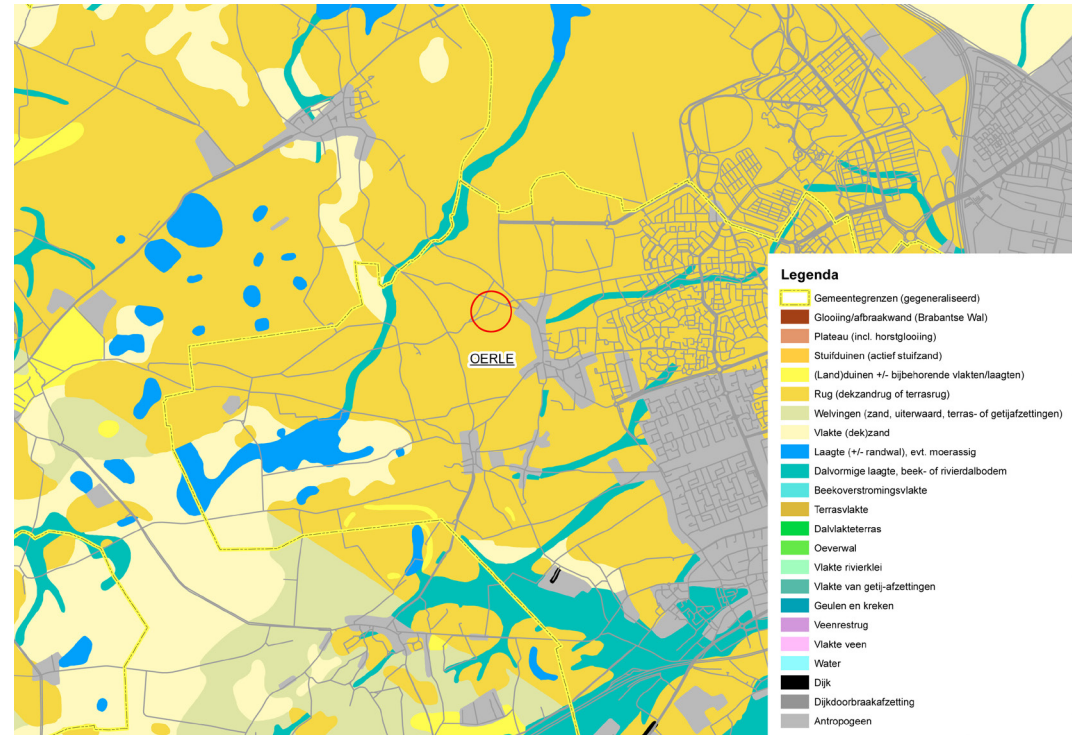 OERLE
Legenda
Gemeentegrenzen (gegeneraliseerd)
Glooiing/afbraakwand (Brabantse Wal)
Plateau (incl. horstglooiing)
Stuifduinen (actief stuifzand)
(Land)duinen +/- bijbehorende vlakten/laagten)
Rug (dekzandrug of terrasrug)
Welvingen (zand, uiterwaard, terras- of getijafzettingen)
Vlakte (dek)zand
Laagte (+/- randwal), evt. moerassig
Dalvormige laagte, beek- of rivierdalbodem
Beekoverstromingsvlakte
Terrasvlakte
Dalvlakteterras
Oeverwal
Vlakte rivierklei
Vlakte van getij-afzettingen
Geulen en kreken
Veenrestrug
Vlakte veen
Water
Dijk
Dijkdoorbraakafzetting
Antropogeen